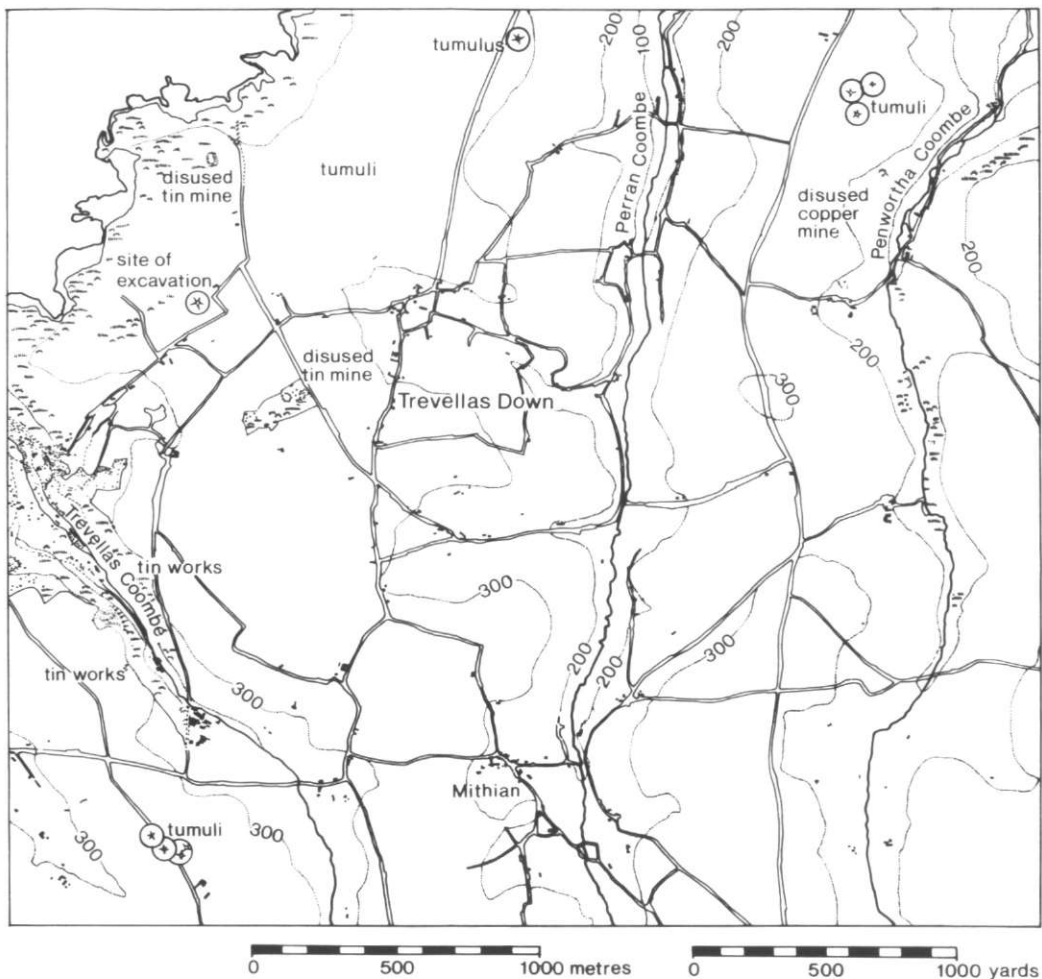 tumulus
200
100
200
Perran Coombe
tumuli
Penwortha Coombe
disused
tin mine
tumuli
disused
copper
mine
200
site of
excavation
disused
tin mine
200
300
Trevellas Down
Trevellas Coombe
tin works
300
tin works
300
200
200
300
Mithian
tumuli
300
300
200
0 500 1000 metres
0 500 1000 yards